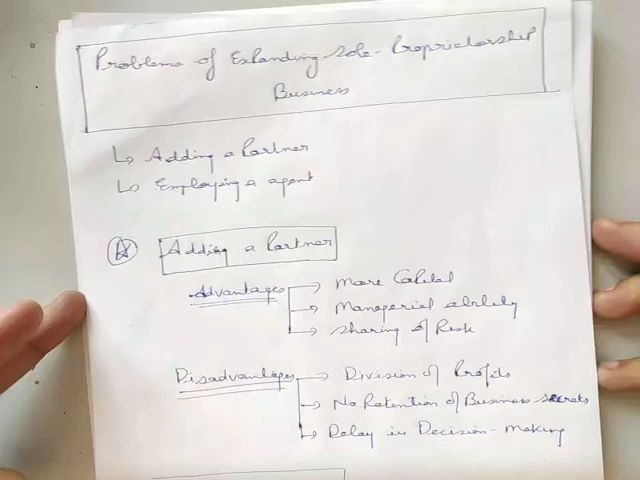 Problems of Expanding Sole-Proprietorship
Business
↳ Adding a Partner
↳ Employing a agent
Ⓐ Adding a Partner
Advantages → More Capital
→ Managerial ability
→ Sharing of Risk
Disadvantages → Division of Profits
→ No Retention of Business secrets
→ Delay in Decision-making